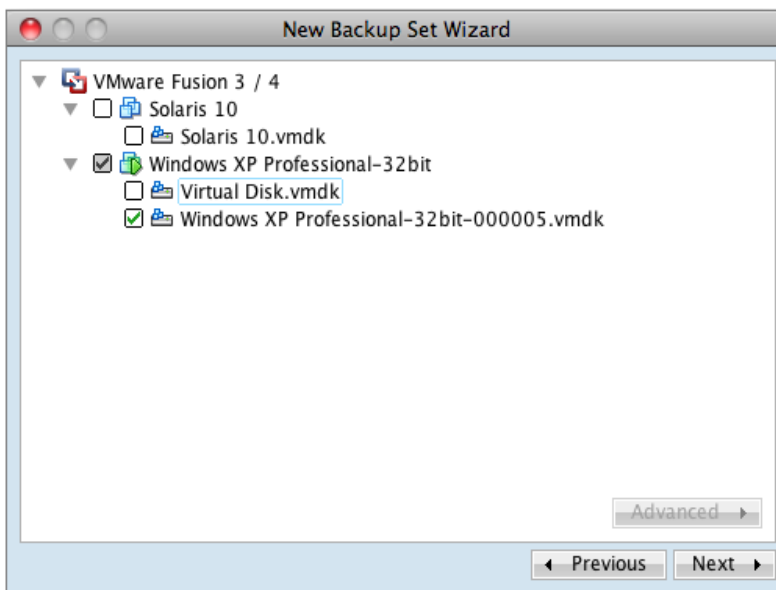 New Backup Set Wizard
VMware Fusion 3 / 4
Solaris 10
Solaris 10.vmdk
Windows XP Professional-32bit
Virtual Disk.vmdk
Windows XP Professional-32bit-000005.vmdk
Advanced
Previous Next